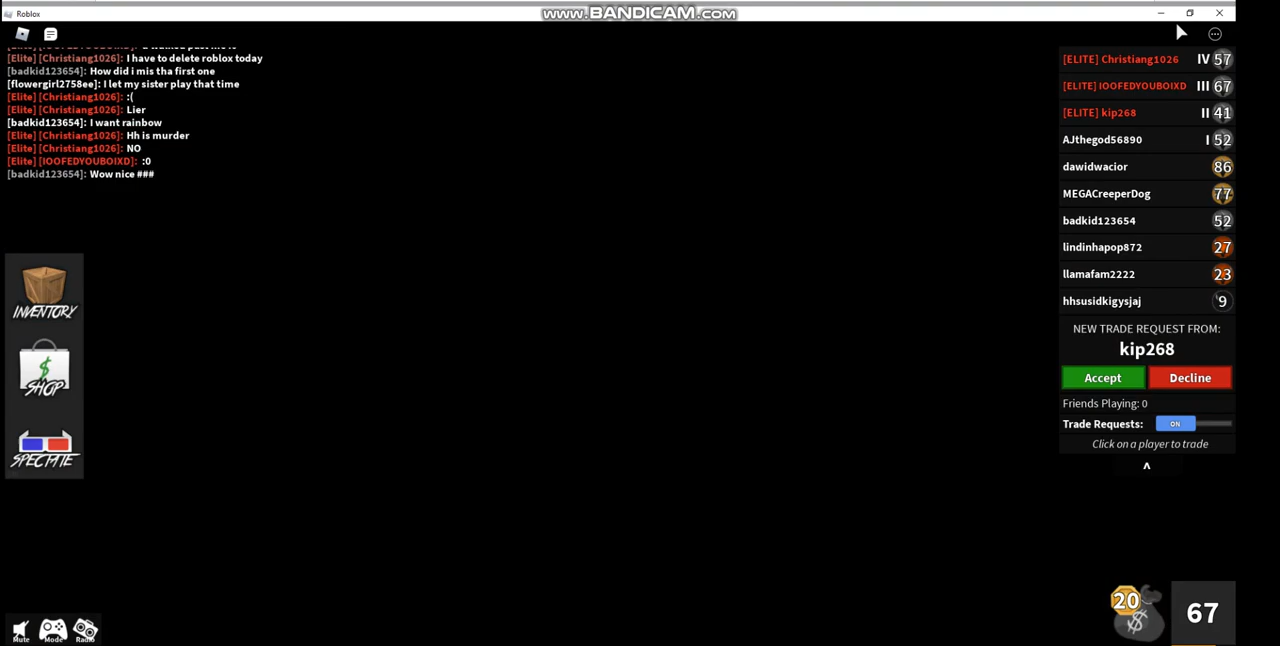 Roblox
www.BANDICAM.com
[Elite] [Christiang1026]: I have to delete roblox today
[badkid123654]: How did i mis tha first one
[flowergirl2758ee]: I let my sister play that time
[Elite] [Christiang1026]: :(
[Elite] [Christiang1026]: Lier
[badkid123654]: I want rainbow
[Elite] [Christiang1026]: Hh is murder
[Elite] [Christiang1026]: NO
[Elite] [IOOFEDYOUBOIXD]: :0
[badkid123654]: Wow nice ###
INVENTORY
SHOP
SPECTATE
Mute Mode Radio
[ELITE] Christiang1026 IV 57
[ELITE] IOOFEDYOUBOIXD III 67
[ELITE] kip268 II 41
AJthegod56890 I 52
dawidwacior 86
MEGACreeperDog 77
badkid123654 52
lindinhapop872 27
llamafam2222 23
hhsusidkigysjaj 9
NEW TRADE REQUEST FROM:
kip268
Accept Decline
Friends Playing: 0
Trade Requests: ON
Click on a player to trade
^
20
67